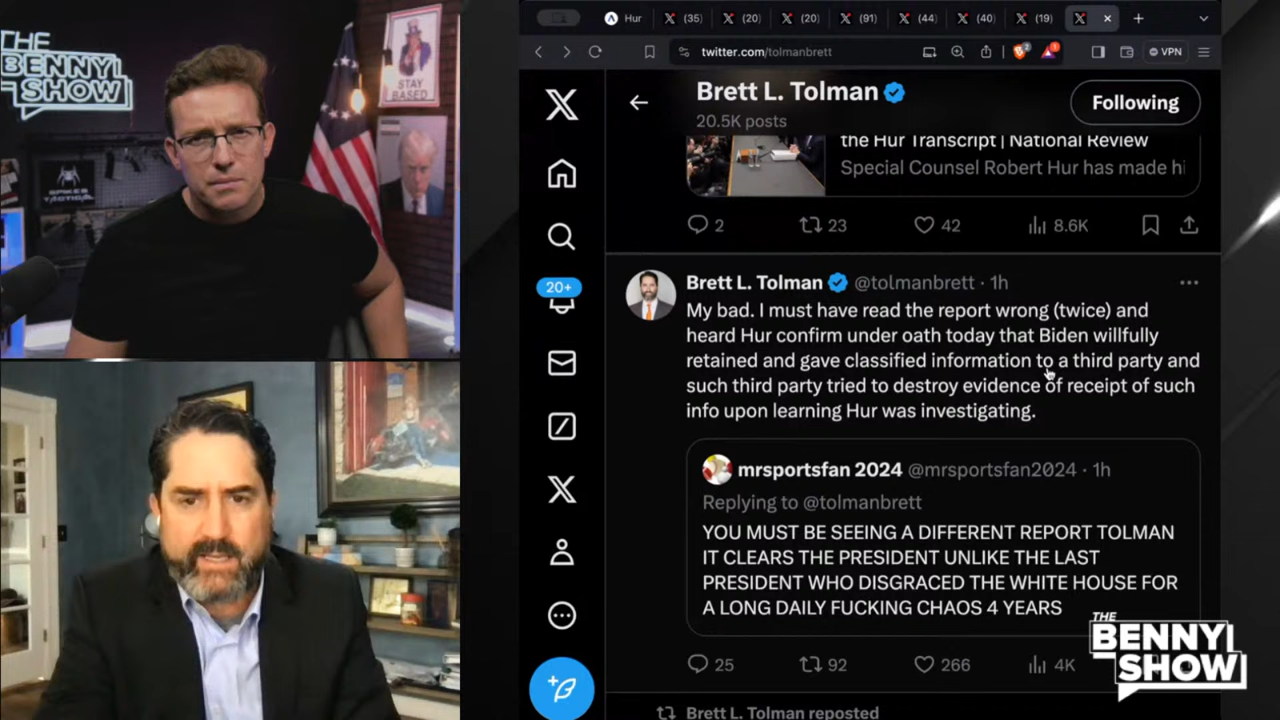 THE
BENNY
SHOW
STAY
BASED
SPIKE'S
TACTICAL
Hur
(35)
(20)
(20)
(91)
(44)
(40)
(19)
twitter.com/tolmanbrett
2
1
VPN
Brett L. Tolman
20.5K posts
Following
the Hur Transcript | National Review
Special Counsel Robert Hur has made hi
2
23
42
8.6K
20+
Brett L. Tolman @tolmanbrett · 1h
My bad. I must have read the report wrong (twice) and
heard Hur confirm under oath today that Biden willfully
retained and gave classified information to a third party and
such third party tried to destroy evidence of receipt of such
info upon learning Hur was investigating.
mrsportsfan 2024 @mrsportsfan2024 · 1h
Replying to @tolmanbrett
YOU MUST BE SEEING A DIFFERENT REPORT TOLMAN
IT CLEARS THE PRESIDENT UNLIKE THE LAST
PRESIDENT WHO DISGRACED THE WHITE HOUSE FOR
A LONG DAILY FUCKING CHAOS 4 YEARS
25
92
266
4K
Brett L. Tolman reposted
THE
BENNY
SHOW